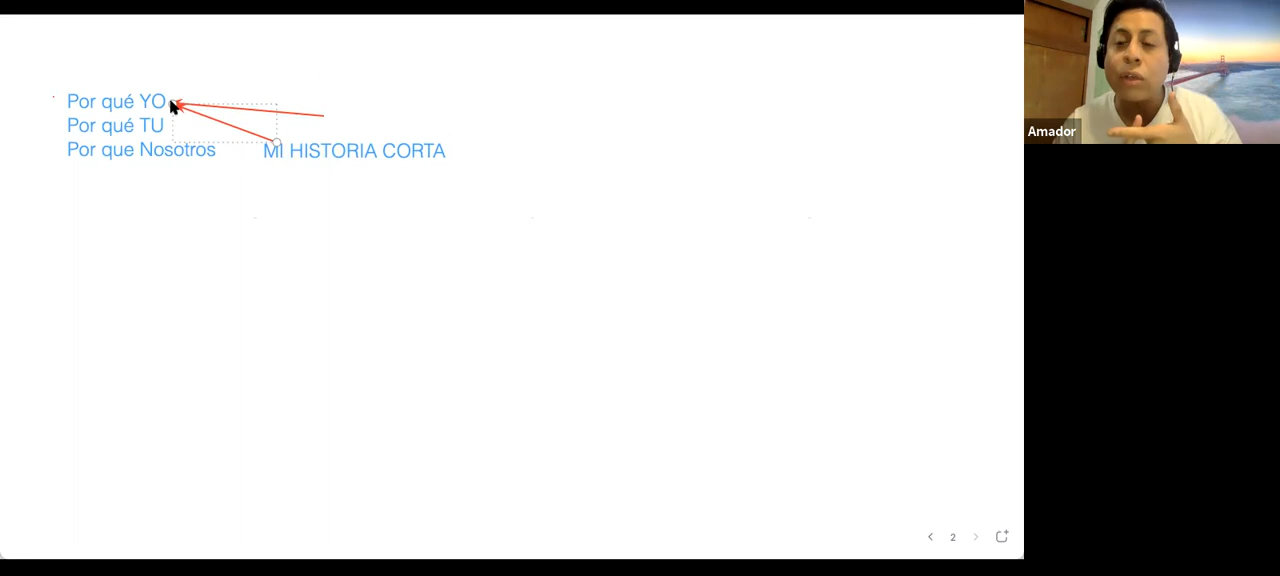 Por qué YO
Por qué TU
Por que Nosotros
MI HISTORIA CORTA
Amador
2